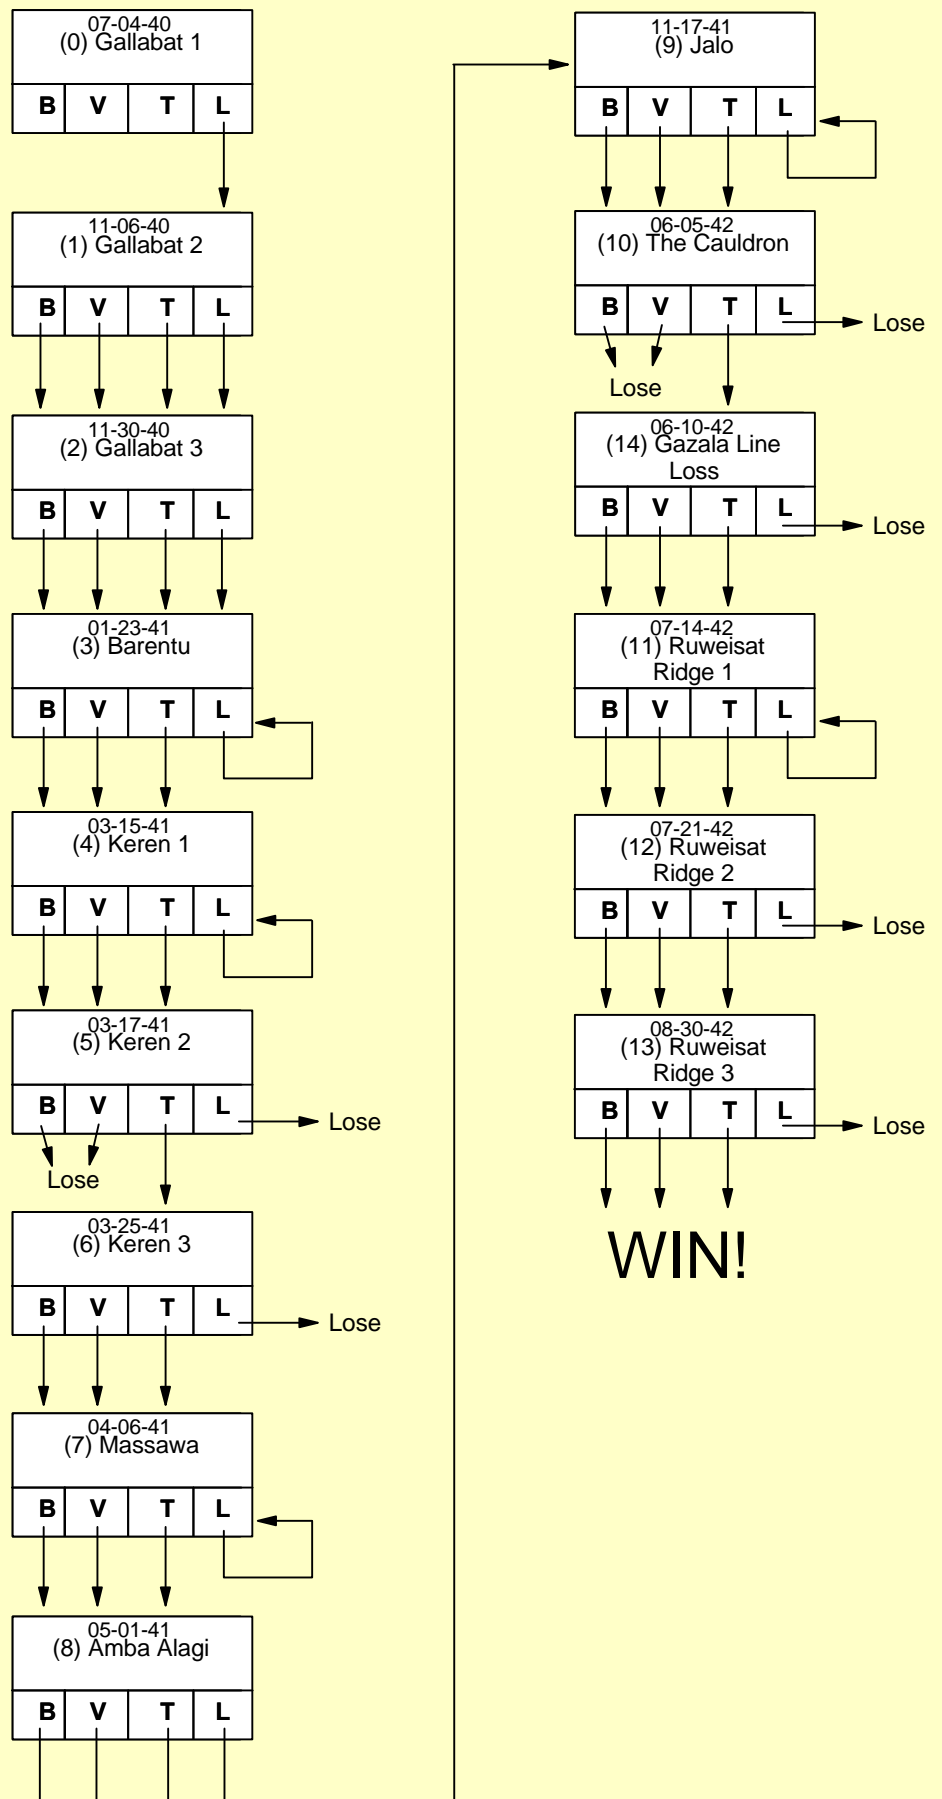 07-04-40
(0) Gallabat 1
B V T L
11-06-40
(1) Gallabat 2
B V T L
11-30-40
(2) Gallabat 3
B V T L
01-23-41
(3) Barentu
B V T L
03-15-41
(4) Keren 1
B V T L
03-17-41
(5) Keren 2
B V T L
Lose
Lose
03-25-41
(6) Keren 3
B V T L
Lose
04-06-41
(7) Massawa
B V T L
05-01-41
(8) Amba Alagi
B V T L
11-17-41
(9) Jalo
B V T L
06-05-42
(10) The Cauldron
B V T L
Lose
Lose
06-10-42
(14) Gazala Line
Loss
B V T L
Lose
07-14-42
(11) Ruweisat
Ridge 1
B V T L
07-21-42
(12) Ruweisat
Ridge 2
B V T L
Lose
08-30-42
(13) Ruweisat
Ridge 3
B V T L
Lose
WIN!